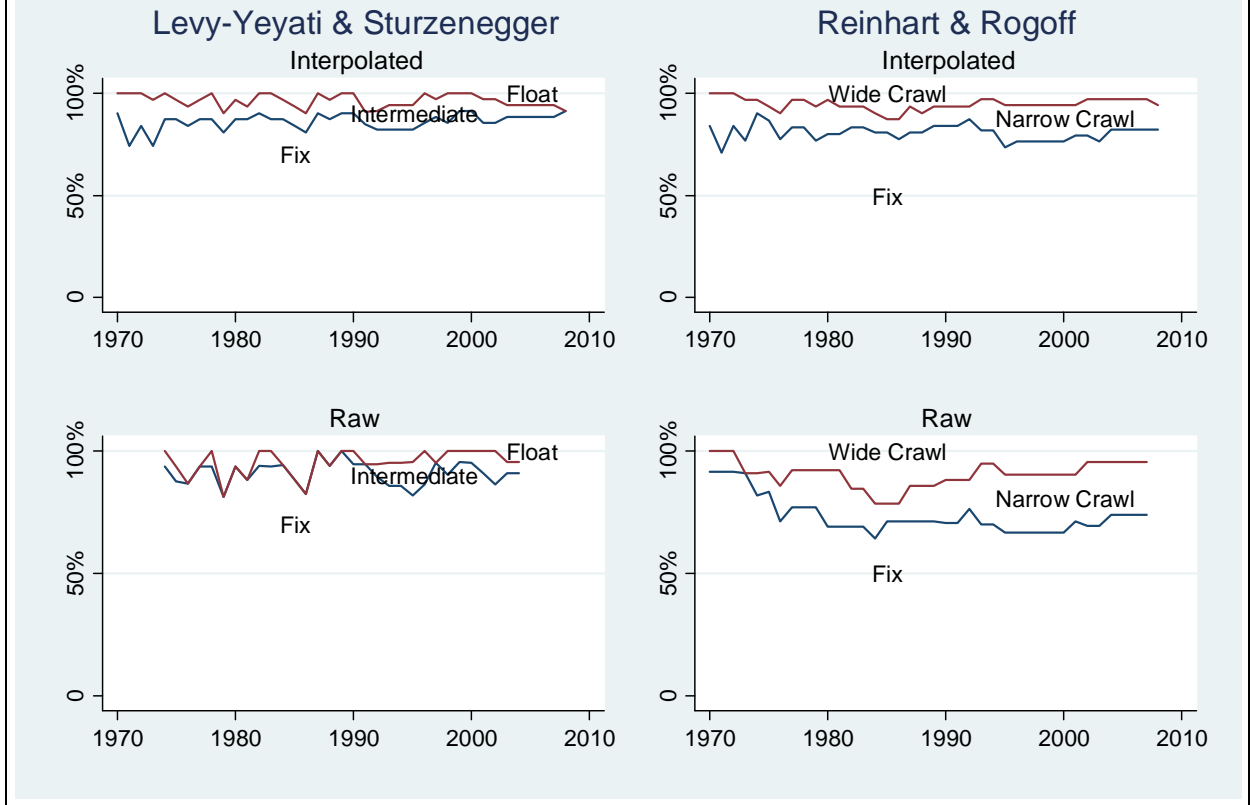 Levy-Yeyati & Sturzenegger
Interpolated
100%
50%
0
Float
Intermediate
Fix
1970 1980 1990 2000 2010
Reinhart & Rogoff
Interpolated
100%
50%
0
Wide Crawl
Narrow Crawl
Fix
1970 1980 1990 2000 2010
Raw
100%
50%
0
Float
Intermediate
Fix
1970 1980 1990 2000 2010
Raw
100%
50%
0
Wide Crawl
Narrow Crawl
Fix
1970 1980 1990 2000 2010